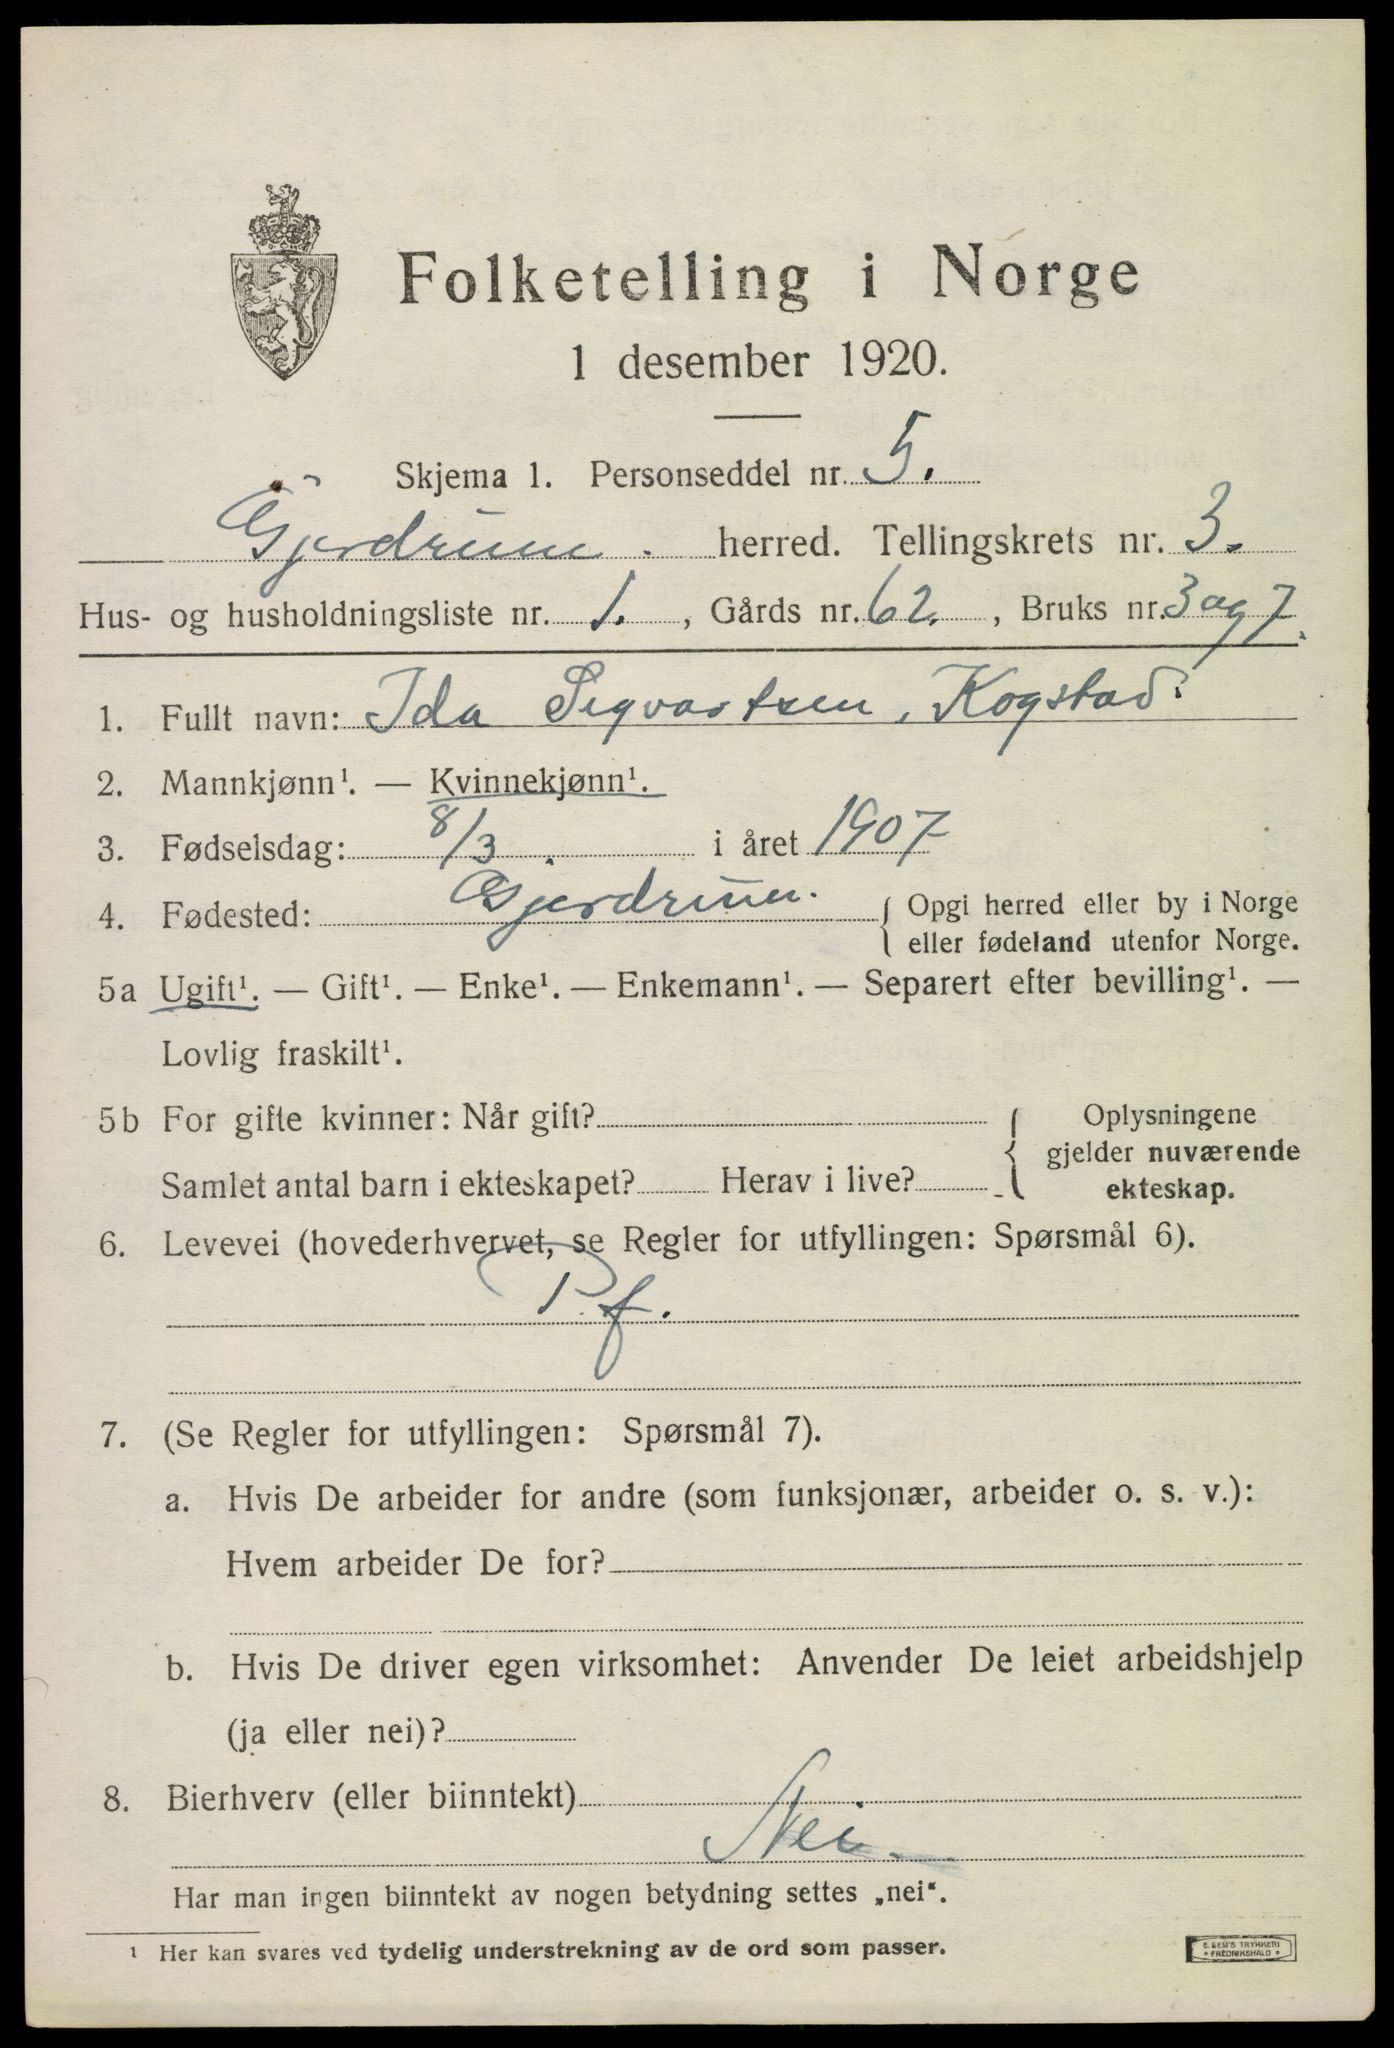 Folketelling i Norge
1 desember 1920.
Skjema 1. Personseddel nr. 5.
Gjerdrum. herred. Tellingskrets nr. 3.
Hus- og husholdningsliste nr. 1. , Gårds nr. 62. , Bruks nr. 3 og 7.
1. Fullt navn: Ida Sigvartsen, Kogstad.
2. Mannkjønn¹. — Kvinnekjønn¹.
3. Fødselsdag: 8/3 . i året 1907
4. Fødested: Gjerdrum. { Opgi herred eller by i Norge
eller fødeland utenfor Norge.
5a Ugift¹. — Gift¹. — Enke¹. — Enkemann¹. — Separert efter bevilling¹. —
Lovlig fraskilt¹.
5b For gifte kvinner: Når gift? { Oplysningene
gjelder nuværende
Samlet antal barn i ekteskapet? Herav i live? ekteskap.
6. Levevei (hovederhvervet, se Regler for utfyllingen: Spørsmål 6).
P. f.
7. (Se Regler for utfyllingen: Spørsmål 7).
a. Hvis De arbeider for andre (som funksjonær, arbeider o. s. v.):
Hvem arbeider De for?
b. Hvis De driver egen virksomhet: Anvender De leiet arbeidshjelp
(ja eller nei)?
8. Bierhverv (eller biinntekt)
Nei.
Har man ingen biinntekt av nogen betydning settes „nei“.
¹ Her kan svares ved tydelig understrekning av de ord som passer.
E. SEM'S TRYKKERI
• FREDRIKSHALD •